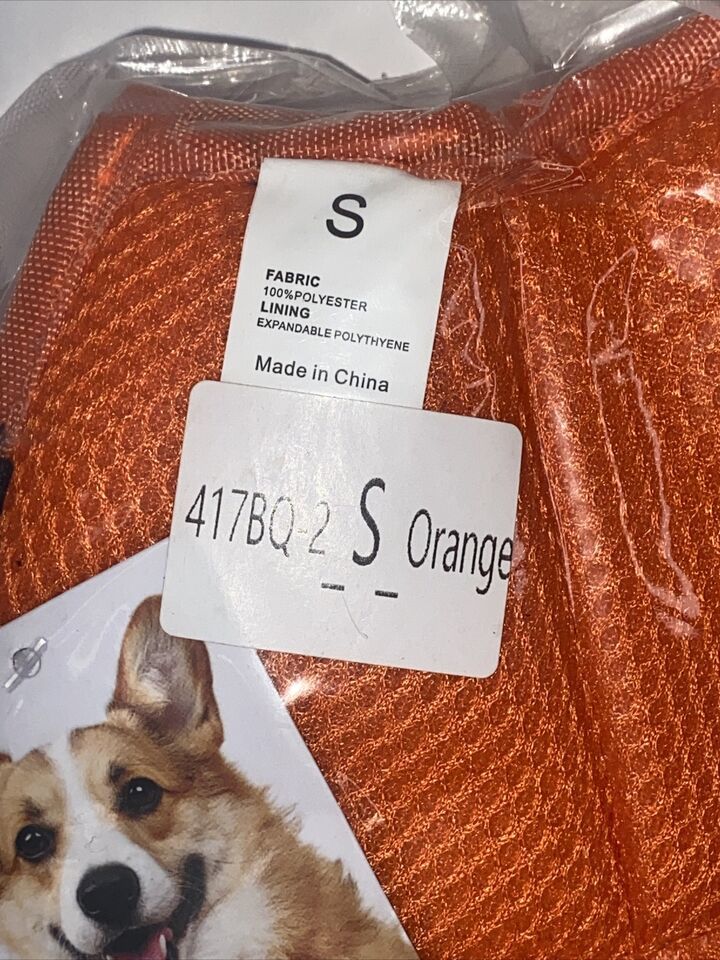 S
FABRIC
100%POLYESTER
LINING
EXPANDABLE POLYTHYENE
Made in China
417BQ-2_S_Orange